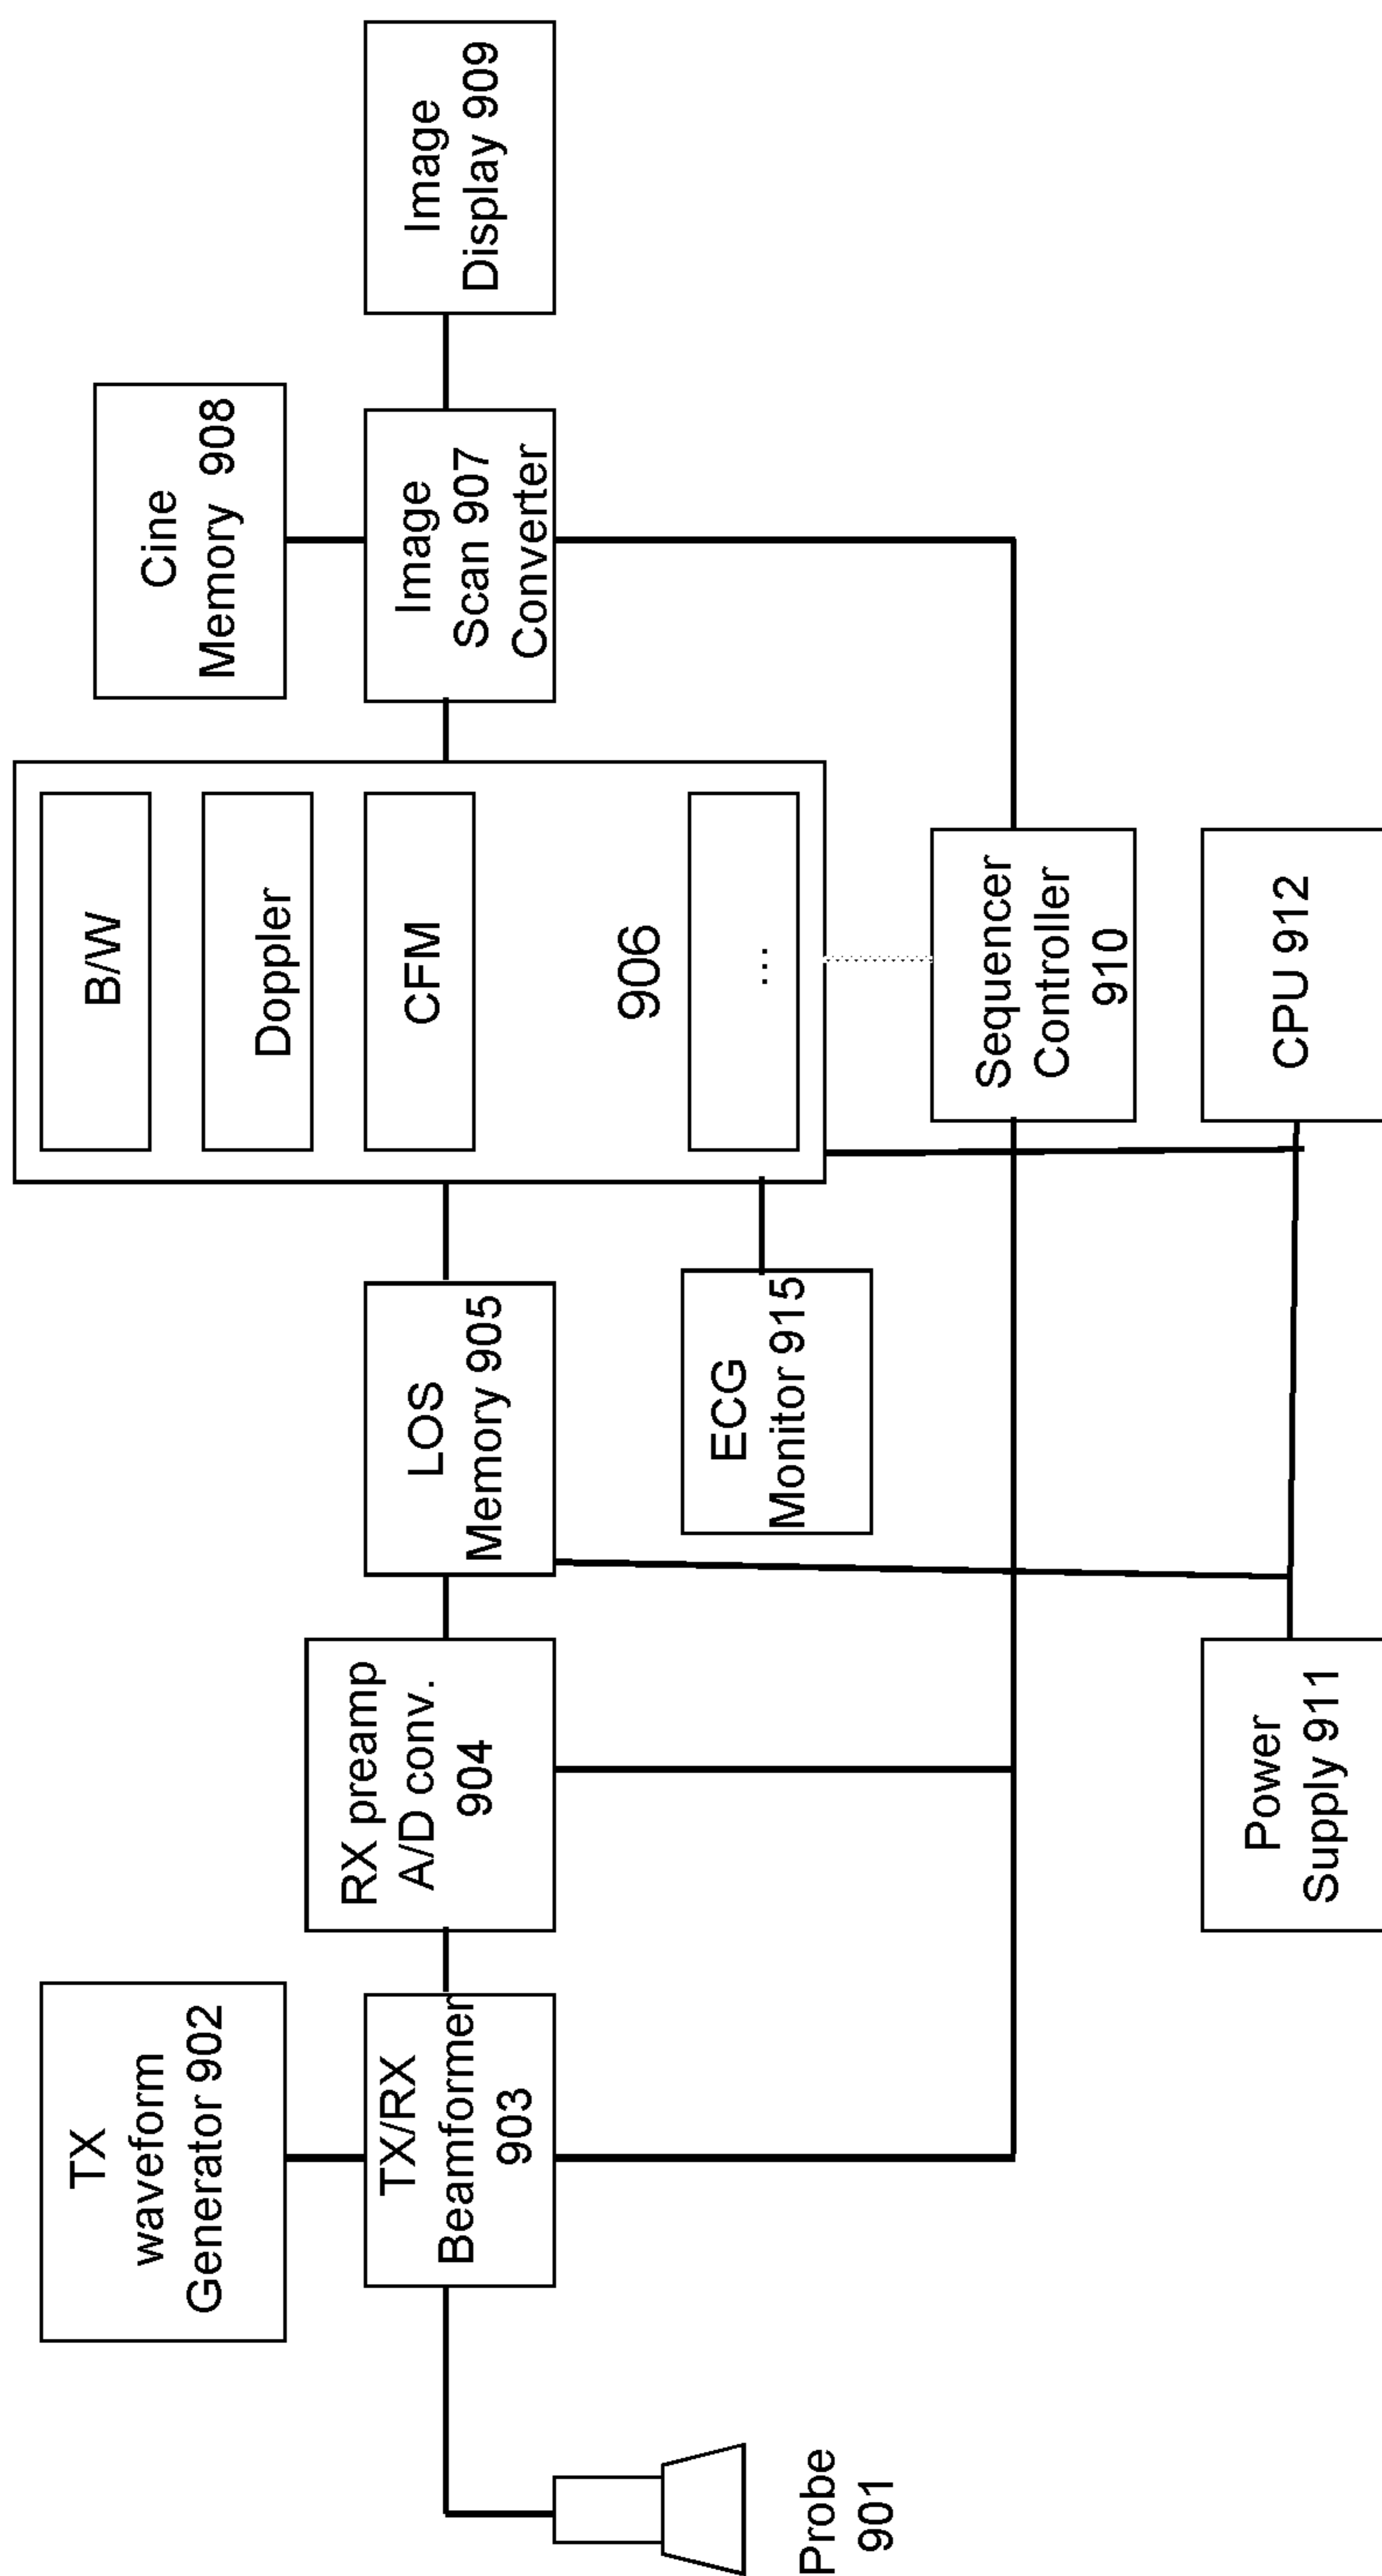 TX
waveform
Generator 902
TX/RX
Beamformer
903
Probe
901
RX preamp
A/D conv.
904
LOS
Memory 905
ECG
Monitor 915
B/W
Doppler
CFM
906
...
Cine
Memory 908
Image
Scan 907
Converter
Image
Display 909
Sequencer
Controller
910
Power
Supply 911
CPU 912